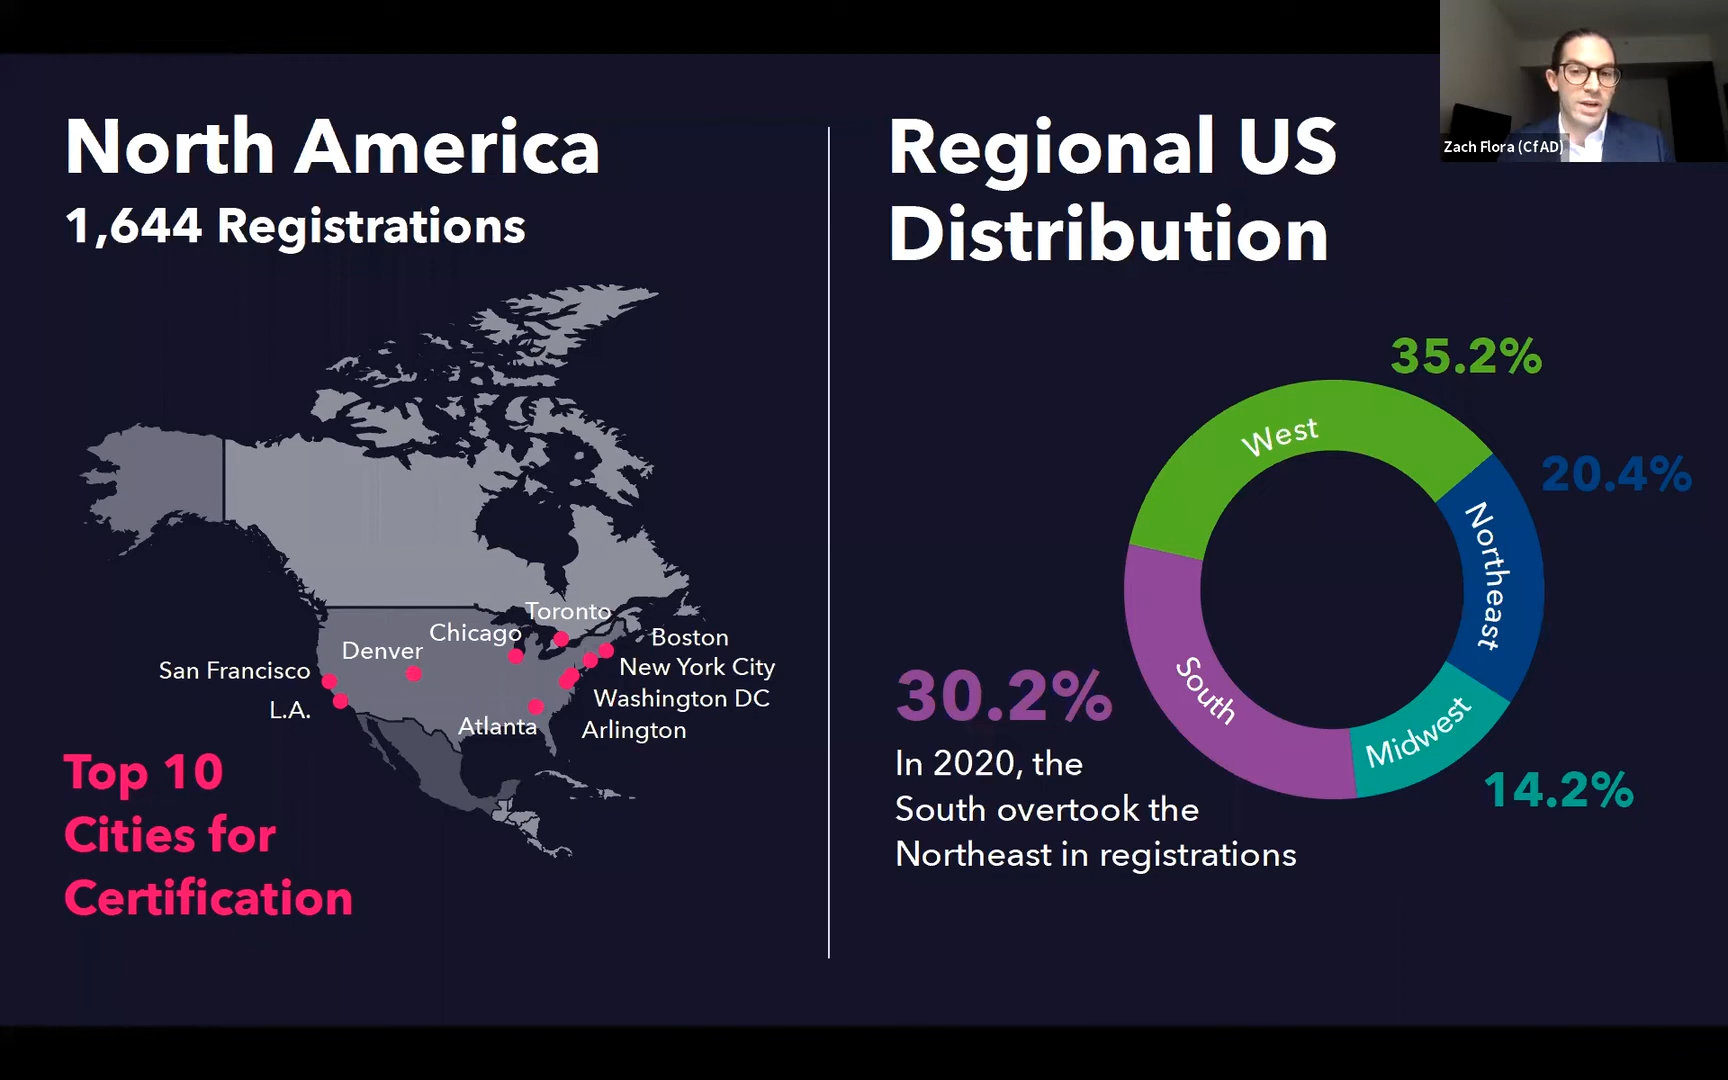 North America
1,644 Registrations
Toronto
Chicago
Boston
Denver
New York City
San Francisco
Washington DC
L.A.
Atlanta
Arlington
Top 10
Cities for
Certification
Regional US
Distribution
35.2%
West
20.4%
Northeast
South
30.2%
Midwest
14.2%
In 2020, the
South overtook the
Northeast in registrations
Zach Flora (CfAD)